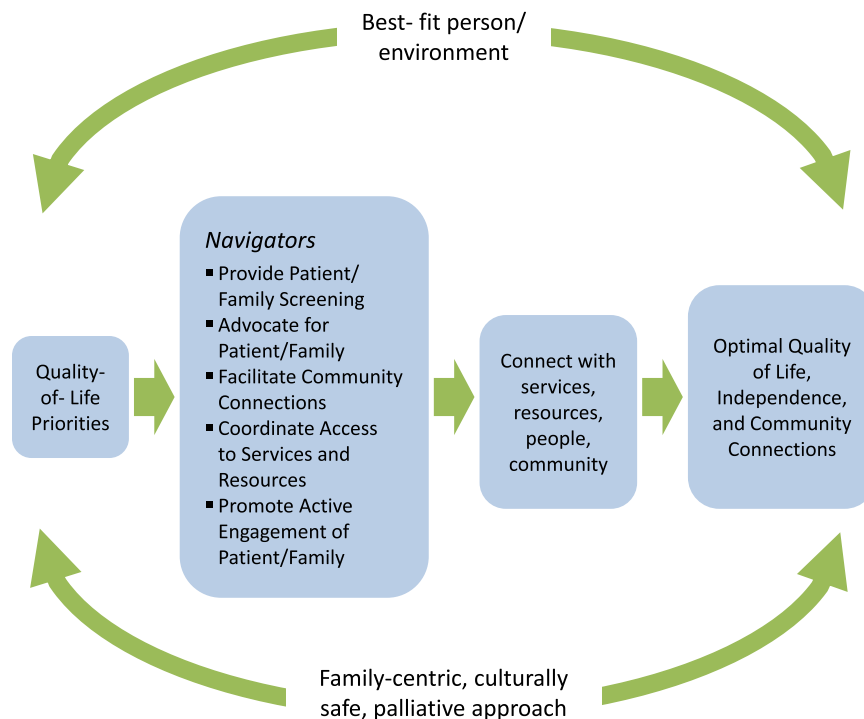 Best- fit person/
environment
Quality-
of- Life
Priorities
Navigators
▪ Provide Patient/
Family Screening
▪ Advocate for
Patient/Family
▪ Facilitate Community
Connections
▪ Coordinate Access
to Services and
Resources
▪ Promote Active
Engagement of
Patient/Family
Connect with
services,
resources,
people,
community
Optimal Quality
of Life,
Independence,
and Community
Connections
Family-centric, culturally
safe, palliative approach